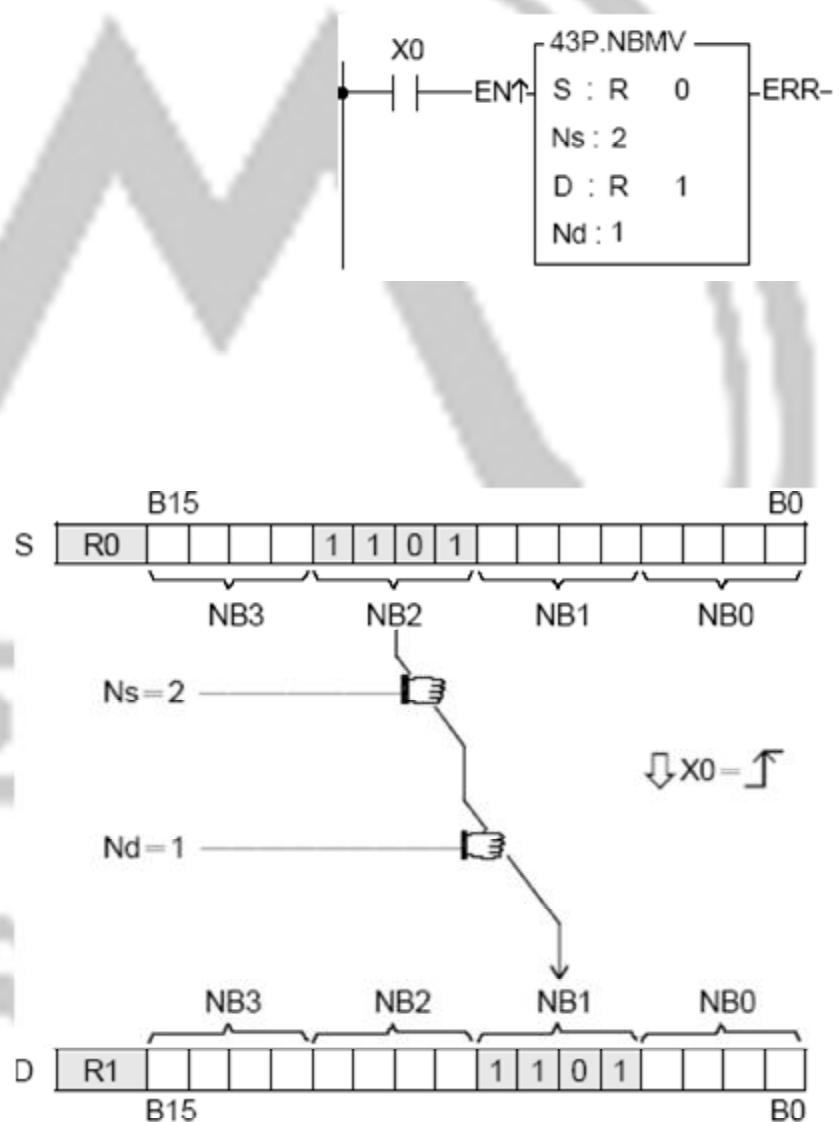 X0
43P.NBMV
EN↑
S : R 0
ERR
Ns : 2
D : R 1
Nd : 1
B15 B0
S R0 1 1 0 1
NB3 NB2 NB1 NB0
Ns=2
X0=
Nd=1
NB3 NB2 NB1 NB0
D R1 1 1 0 1
B15 B0